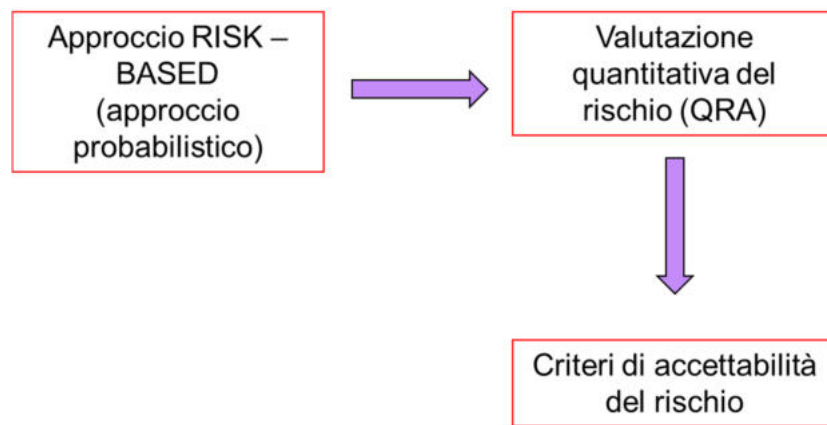 Approccio RISK –
BASED
(approccio
probabilistico)
Valutazione
quantitativa del
rischio (QRA)
Criteri di accettabilità
del rischio